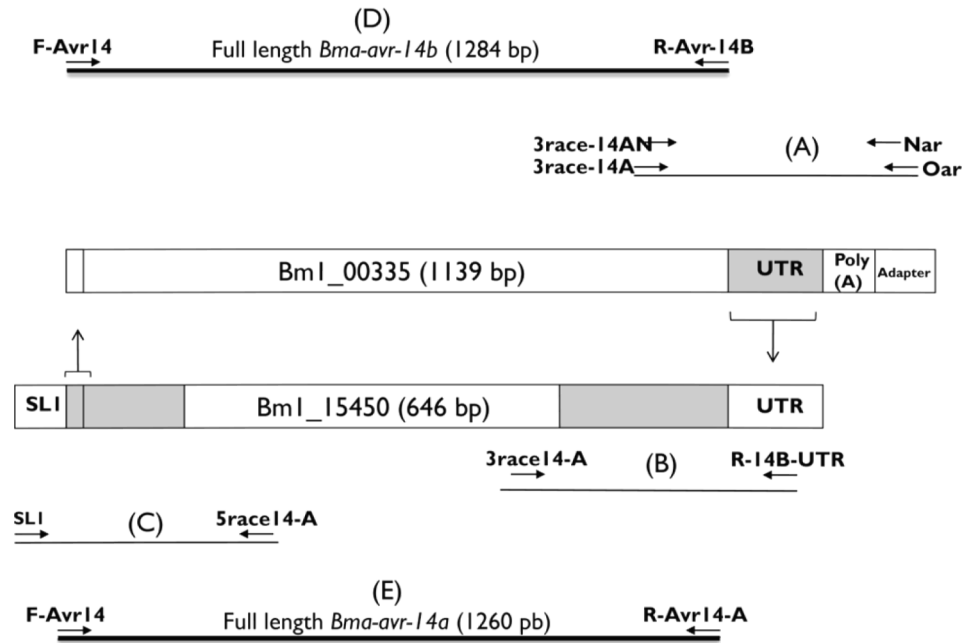 (D)
F-Avr14 Full length Bma-avr-14b (1284 bp) R-Avr-14B
3race-14AN (A) Nar
3race-14A Oar
Bm1_00335 (1139 bp) UTR Poly (A) Adapter
SL1 Bm1_15450 (646 bp) UTR
3race14-A (B) R-14B-UTR
SL1 (C) 5race14-A
(E)
F-Avr14 Full length Bma-avr-14a (1260 pb) R-Avr14-A